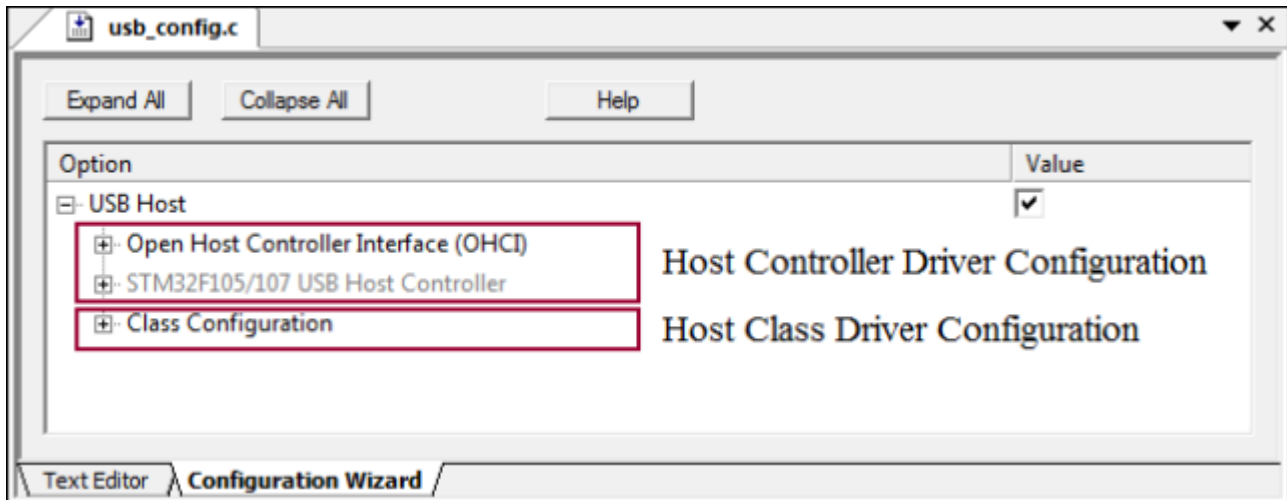 usb_config.c
Expand All Collapse All Help
Option Value
USB Host
Open Host Controller Interface (OHCI)
Host Controller Driver Configuration
STM32F105/107 USB Host Controller
Class Configuration
Host Class Driver Configuration
Text Editor Configuration Wizard